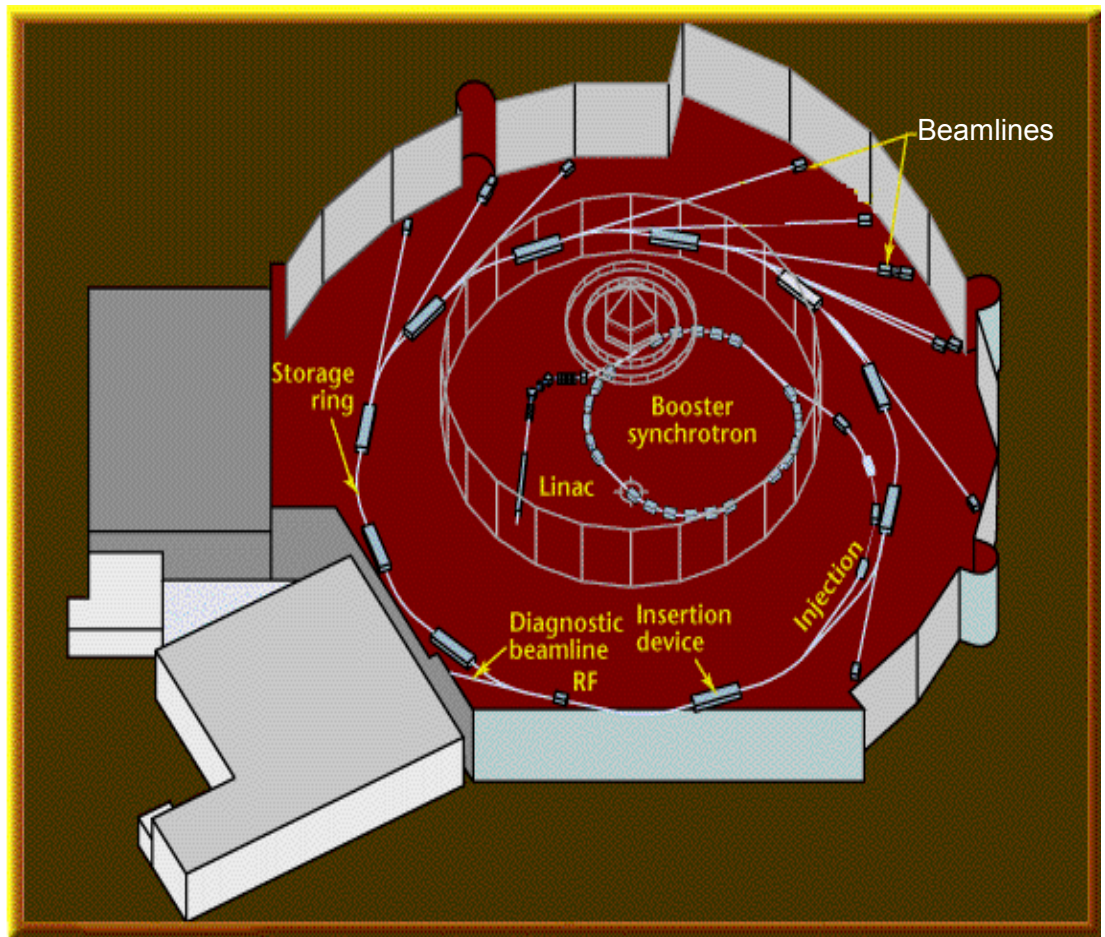 Beamlines
Storage
ring
Booster
synchrotron
Linac
Injection
Diagnostic
beamline
Insertion
device
RF